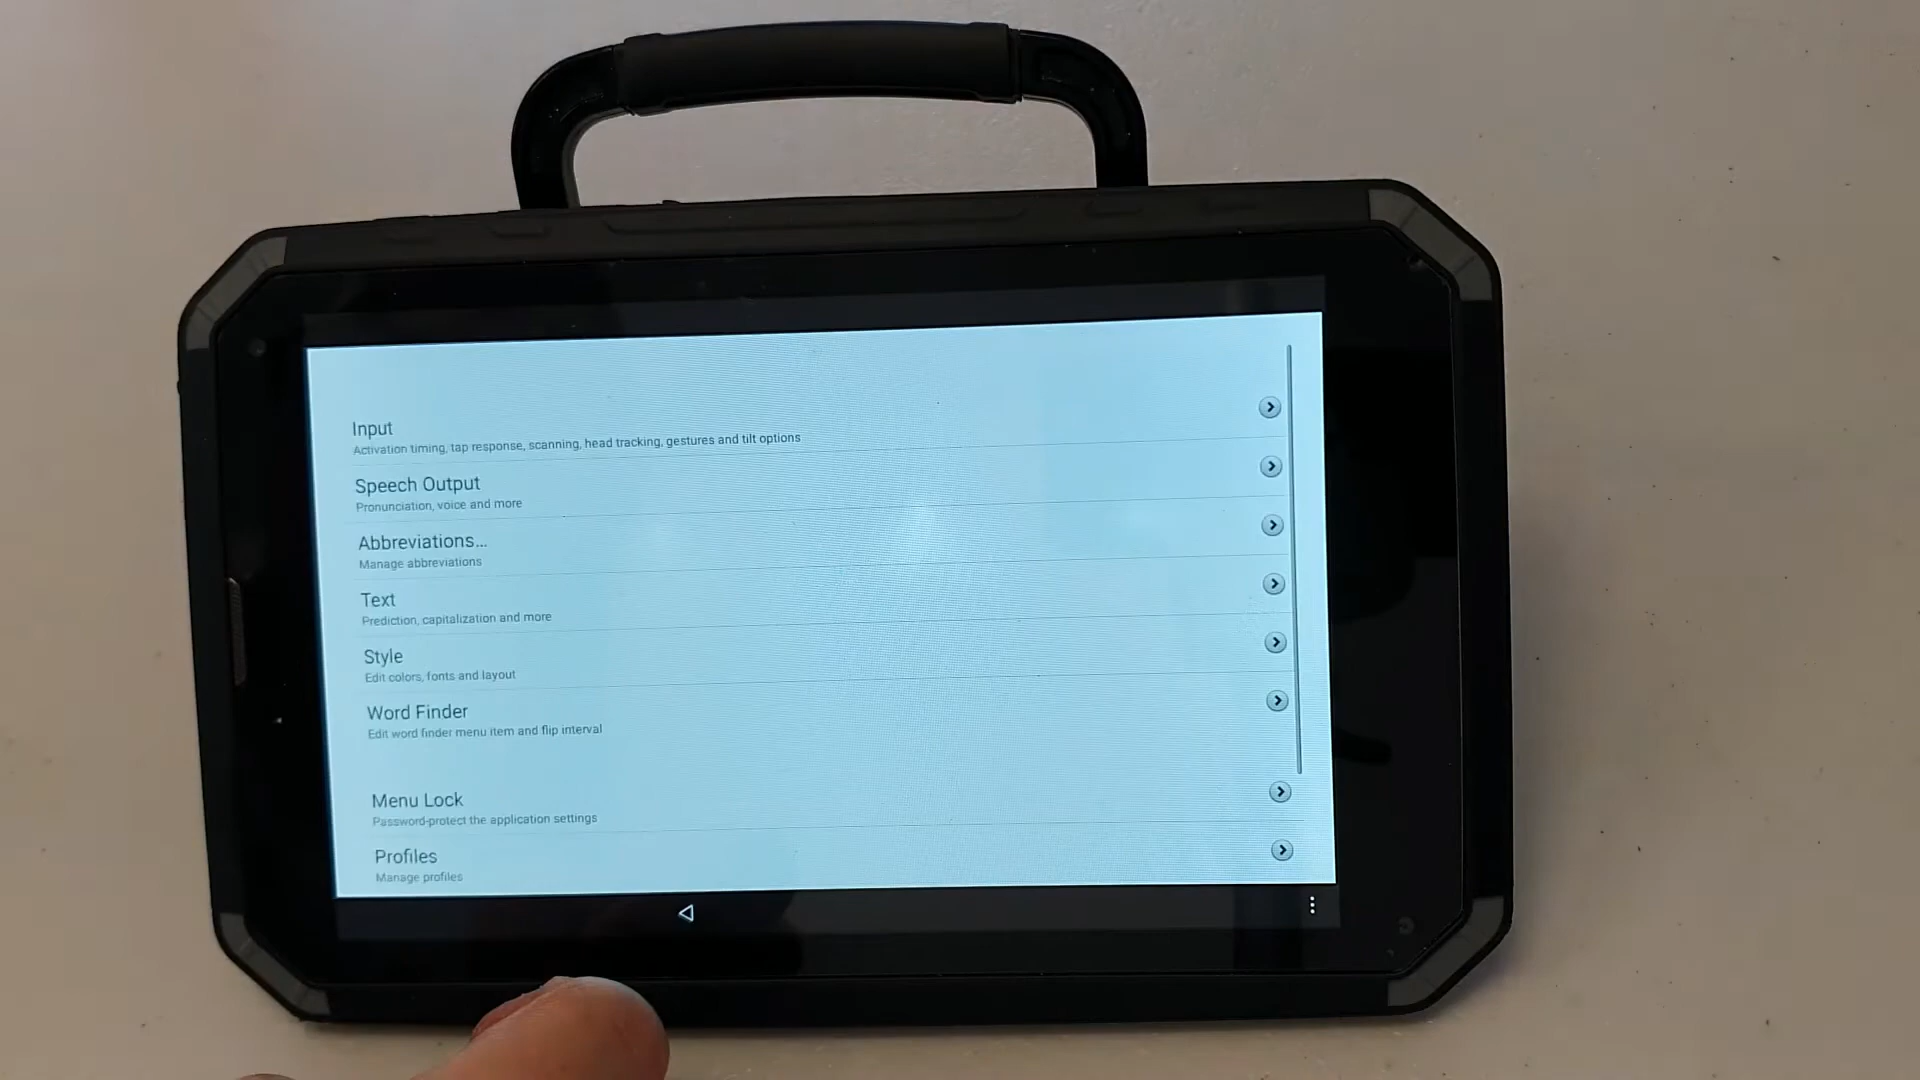 Input
Activation timing, tap response, scanning, head tracking, gestures and tilt options
Speech Output
Pronunciation, voice and more
Abbreviations...
Manage abbreviations
Text
Prediction, capitalization and more
Style
Edit colors, fonts and layout
Word Finder
Edit word finder menu item and flip interval
Menu Lock
Password-protect the application settings
Profiles
Manage profiles